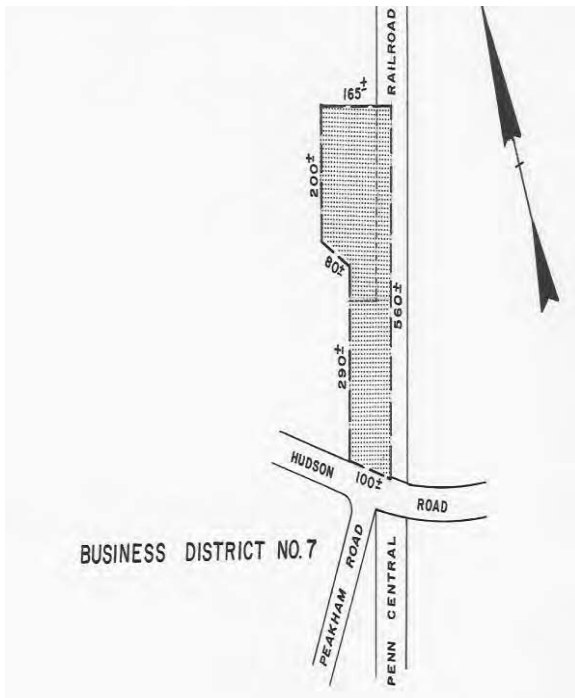 RAILROAD
165±
200±
80±
560±
290±
HUDSON
100±
ROAD
BUSINESS DISTRICT NO. 7
PEAKHAM ROAD
PENN CENTRAL